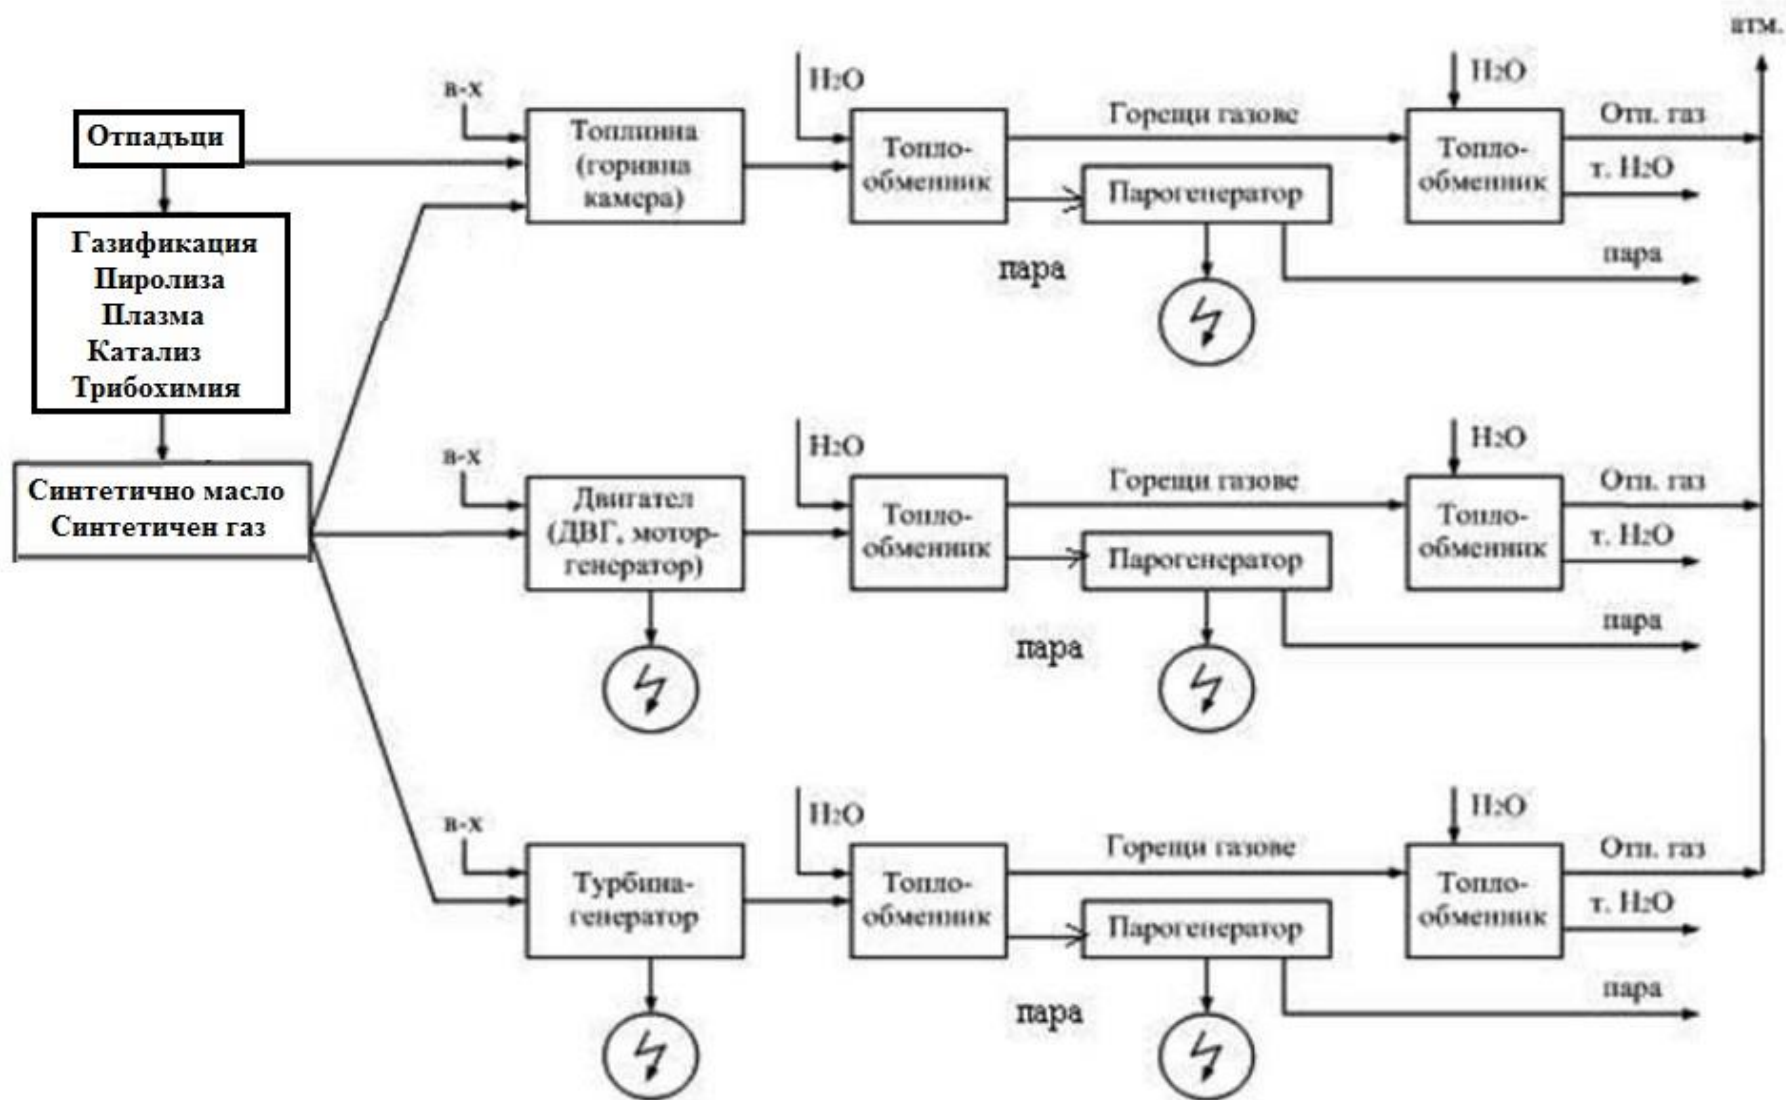 атм.
Отпадъци
Газификация
Пиролиза
Плазма
Катализ
Трибохимия
Синтетично масло
Синтетичен газ
в-х
Топлинна
(горивна
камера)
H₂O
Топло-
обменник
Горещи газове
Парогенератор
пара
H₂O
Топло-
обменник
Отп. газ
т. H₂O
пара
в-х
Двигател
(ДВГ, мотор-
генератор)
H₂O
Топло-
обменник
Горещи газове
Парогенератор
пара
H₂O
Топло-
обменник
Отп. газ
т. H₂O
пара
в-х
Турбина-
генератор
H₂O
Топло-
обменник
Горещи газове
Парогенератор
пара
H₂O
Топло-
обменник
Отп. газ
т. H₂O
пара